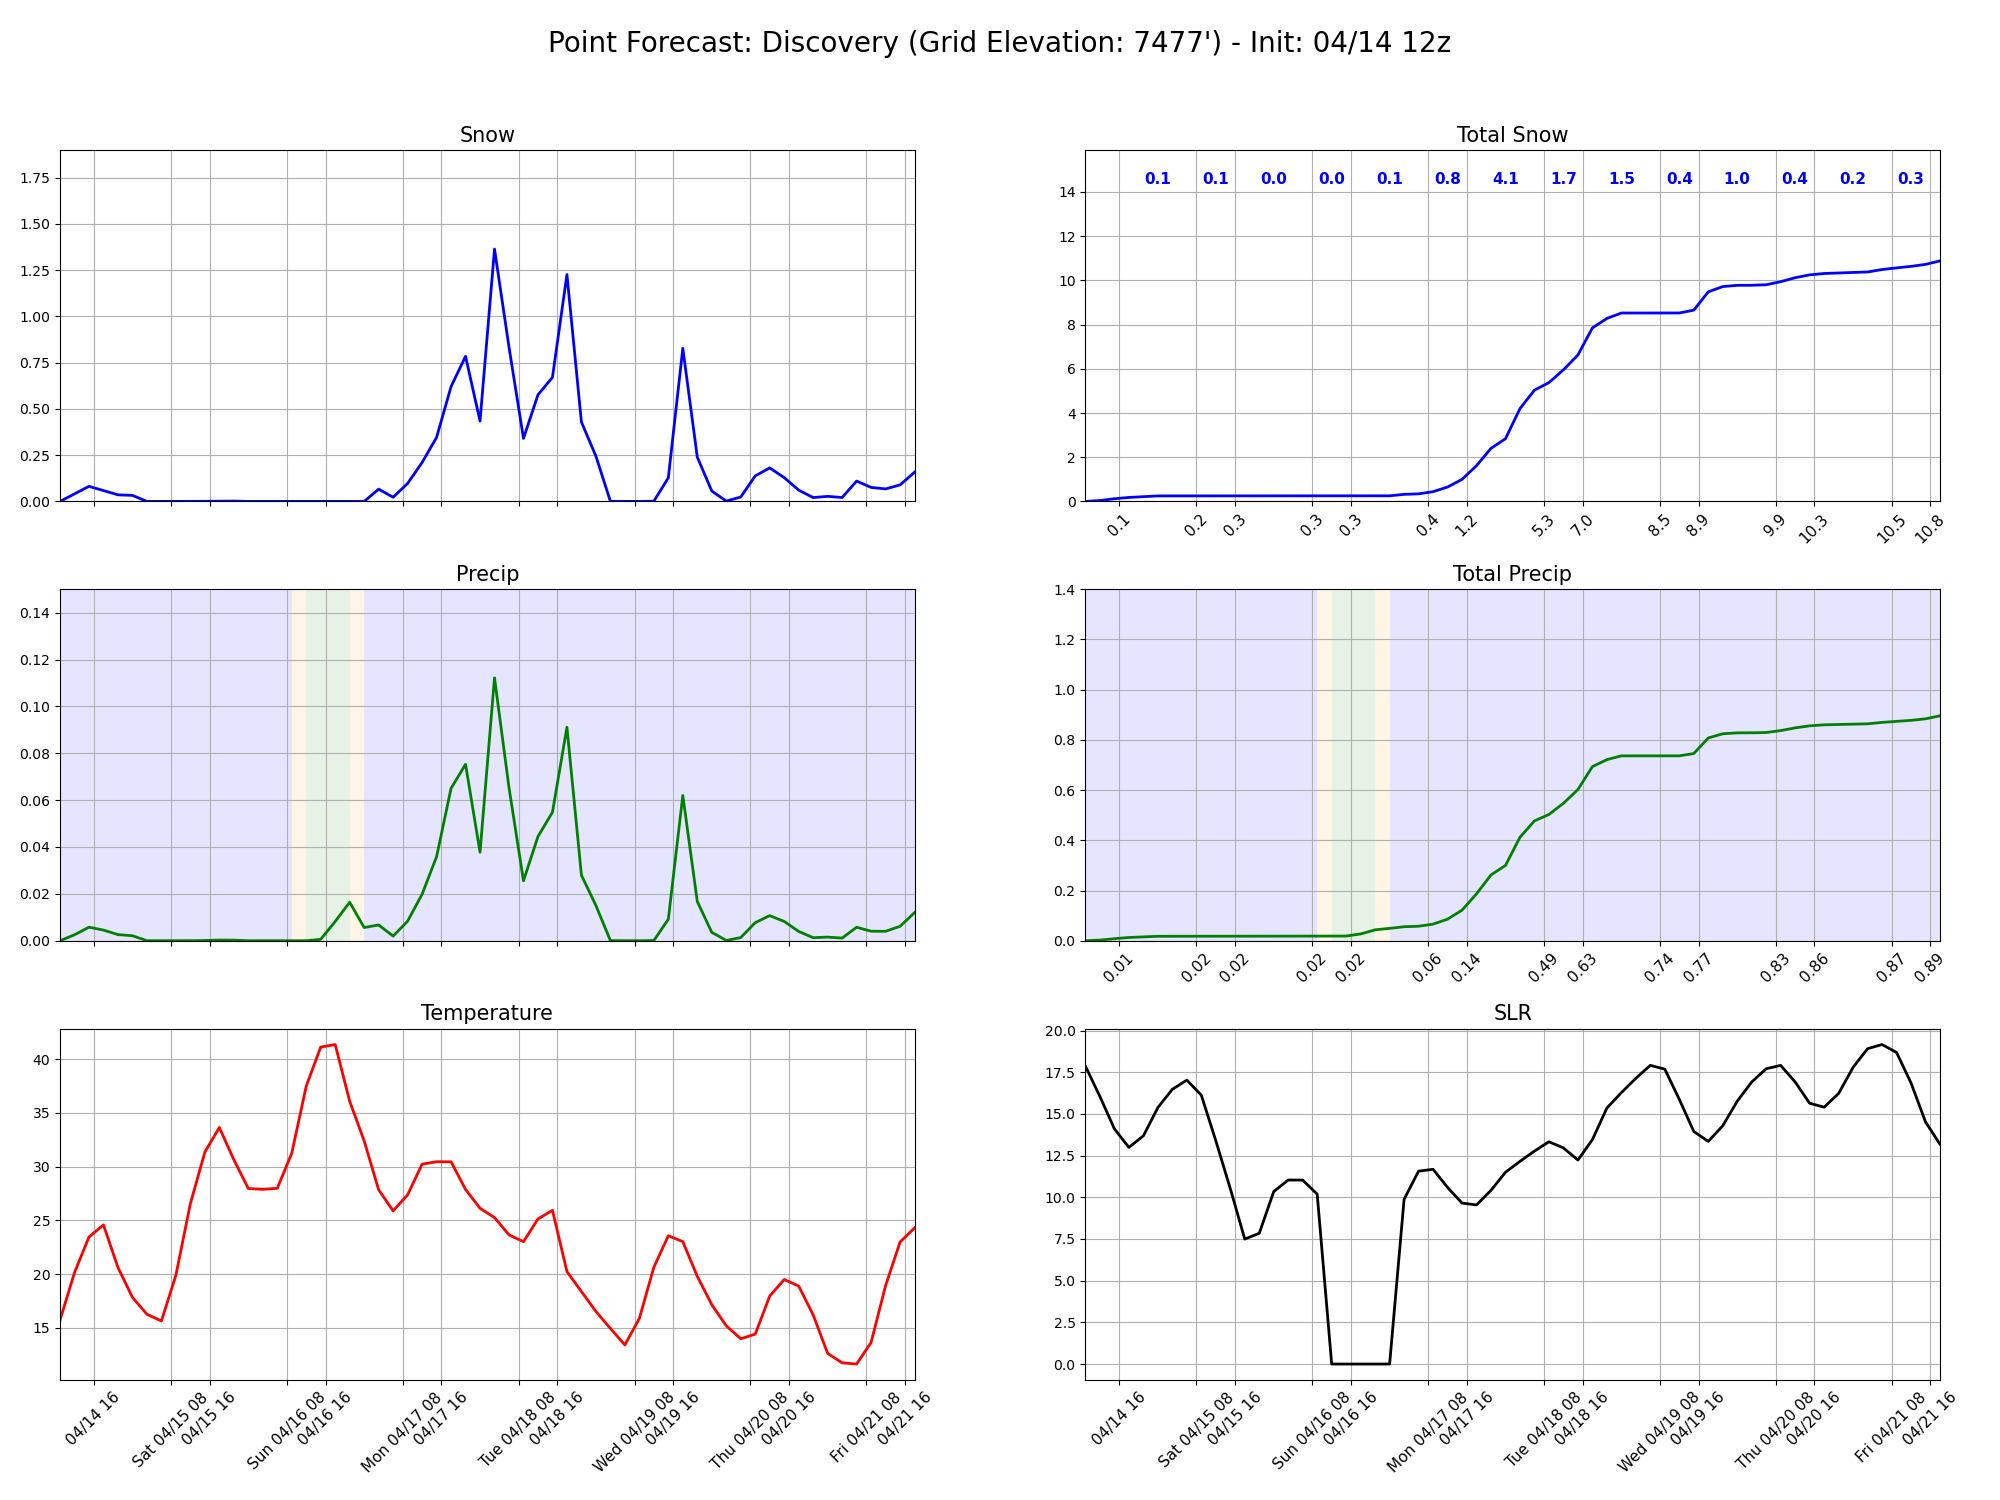 Point Forecast: Discovery (Grid Elevation: 7477') - Init: 04/14 12z
Snow
1.75
1.50
1.25
1.00
0.75
0.50
0.25
0.00
Total Snow
0.1 0.1 0.0 0.0 0.1 0.8 4.1 1.7 1.5 0.4 1.0 0.4 0.2 0.3
14
12
10
8
6
4
2
0
0.1 0.2 0.3 0.3 0.3 0.4 1.2 5.3 7.0 8.5 8.9 9.9 10.3 10.5 10.8
Precip
0.14
0.12
0.10
0.08
0.06
0.04
0.02
0.00
Total Precip
1.4
1.2
1.0
0.8
0.6
0.4
0.2
0.0
0.01 0.02 0.02 0.02 0.02 0.06 0.14 0.49 0.63 0.74 0.77 0.83 0.86 0.87 0.89
Temperature
40
35
30
25
20
15
04/14 16
Sat 04/15 08
04/15 16
Sun 04/16 08
04/16 16
Mon 04/17 08
04/17 16
Tue 04/18 08
04/18 16
Wed 04/19 08
04/19 16
Thu 04/20 08
04/20 16
Fri 04/21 08
04/21 16
SLR
20.0
17.5
15.0
12.5
10.0
7.5
5.0
2.5
0.0
04/14 16
Sat 04/15 08
04/15 16
Sun 04/16 08
04/16 16
Mon 04/17 08
04/17 16
Tue 04/18 08
04/18 16
Wed 04/19 08
04/19 16
Thu 04/20 08
04/20 16
Fri 04/21 08
04/21 16